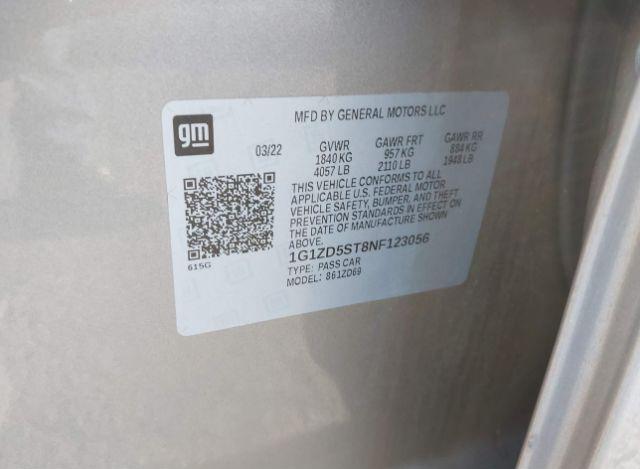 gm
MFD BY GENERAL MOTORS LLC
03/22 GVWR GAWR FRT GAWR RR
1840 KG 957 KG 884 KG
4057 LB 2110 LB 1948 LB
THIS VEHICLE CONFORMS TO ALL
APPLICABLE U.S. FEDERAL MOTOR
VEHICLE SAFETY, BUMPER, AND THEFT
PREVENTION STANDARDS IN EFFECT ON
THE DATE OF MANUFACTURE SHOWN
ABOVE.
1G1ZD5ST8NF123056
TYPE: PASS CAR
MODEL: 861ZD69
615G